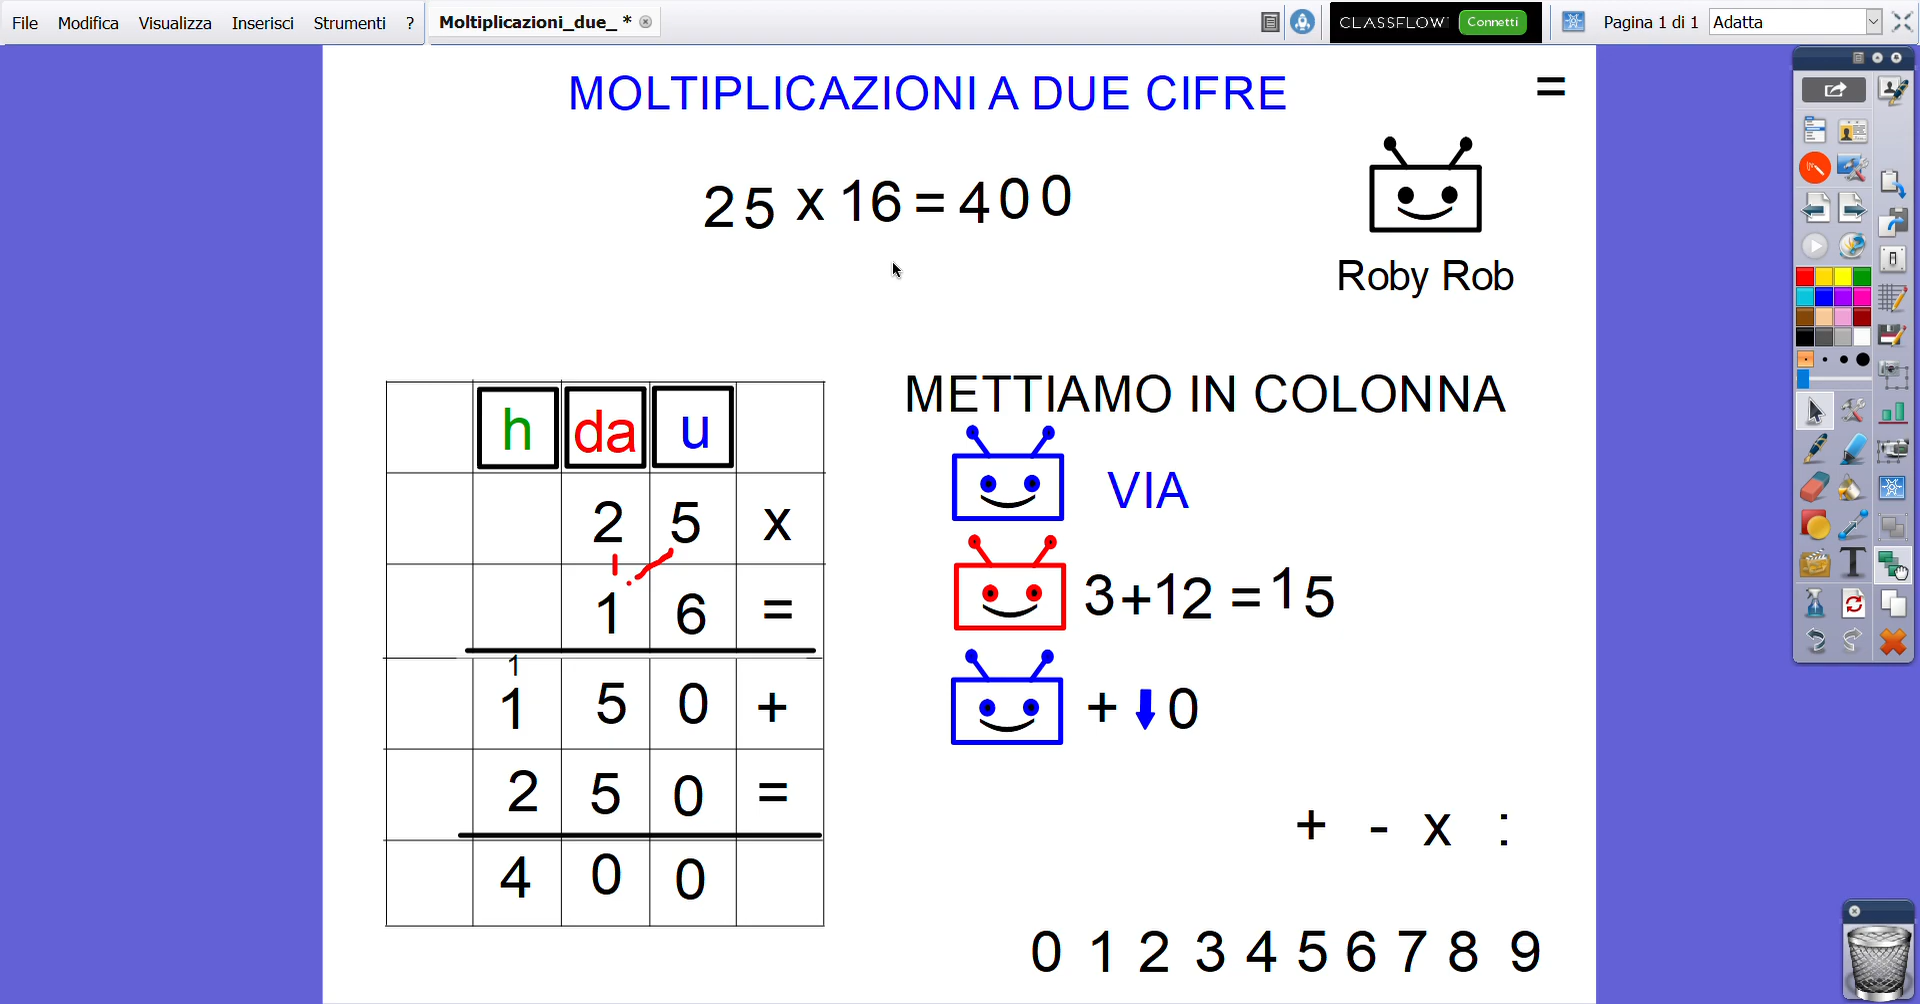 File Modifica Visualizza Inserisci Strumenti ? Moltiplicazioni_due_ * CLASSFLOW Connetti Pagina 1 di 1 Adatta
MOLTIPLICAZIONI A DUE CIFRE =
25 x 16 = 400
Roby Rob
METTIAMO IN COLONNA
h da u
2 5 x
1 6 =
1
1 5 0 +
2 5 0 =
4 0 0
VIA
3+12 = 15
+ 0
+ - x :
0 1 2 3 4 5 6 7 8 9
T